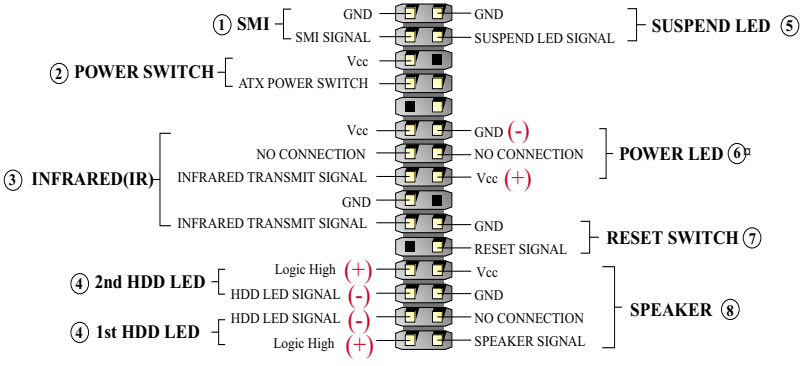 GND
GND
① SMI
SUSPEND LED ⑤
SMI SIGNAL
SUSPEND LED SIGNAL
Vcc
② POWER SWITCH
ATX POWER SWITCH
Vcc
GND (-)
NO CONNECTION
NO CONNECTION
POWER LED ⑥¤
③ INFRARED(IR)
INFRARED TRANSMIT SIGNAL
Vcc (+)
GND
INFRARED TRANSMIT SIGNAL
GND
RESET SWITCH ⑦
RESET SIGNAL
Logic High (+)
Vcc
④ 2nd HDD LED
HDD LED SIGNAL (-)
GND
SPEAKER ⑧
HDD LED SIGNAL (-)
NO CONNECTION
④ 1st HDD LED
Logic High (+)
SPEAKER SIGNAL